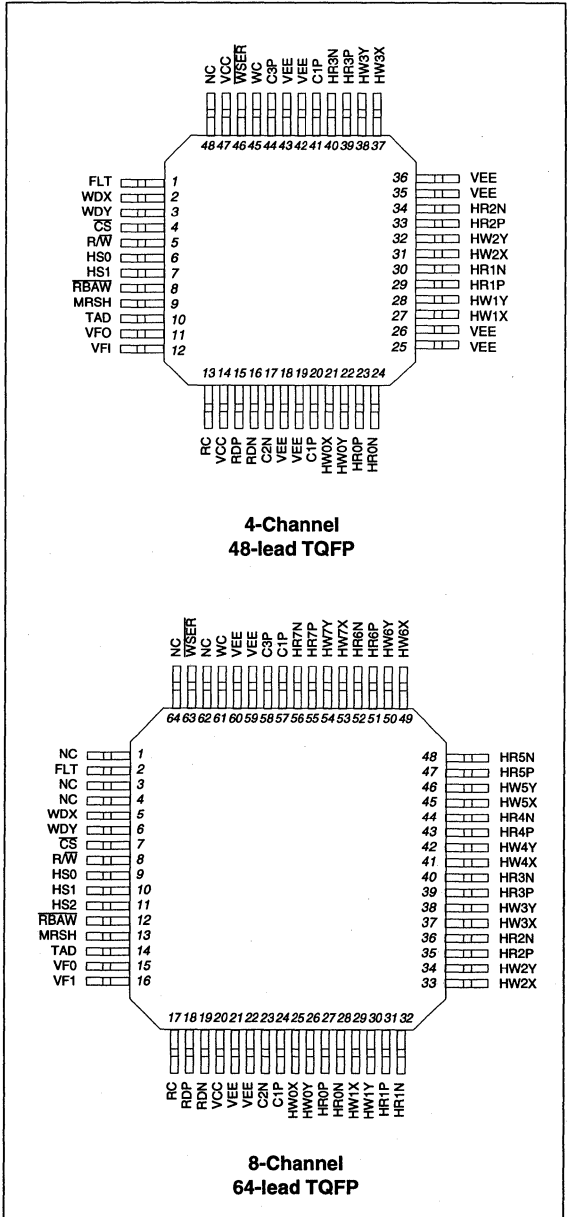 NC VCC W̅S̅E̅R̅ WC C3P VEE VEE C1P HR3N HR3P HW3Y HW3X
48 47 46 45 44 43 42 41 40 39 38 37
FLT 1
WDX 2
WDY 3
C̅S̅ 4
R/W̅ 5
HS0 6
HS1 7
R̅B̅A̅W̅ 8
MRSH 9
TAD 10
VFO 11
VFI 12
36 VEE
35 VEE
34 HR2N
33 HR2P
32 HW2Y
31 HW2X
30 HR1N
29 HR1P
28 HW1Y
27 HW1X
26 VEE
25 VEE
13 14 15 16 17 18 19 20 21 22 23 24
RC VCC RDP RDN C2N VEE VEE C1P HW0X HW0Y HR0P HR0N
4-Channel
48-lead TQFP
NC W̅S̅E̅R̅ NC WC VEE VEE C3P C1P HR7N HR7P HW7Y HW7X HR6N HR6P HW6Y HW6X
64 63 62 61 60 59 58 57 56 55 54 53 52 51 50 49
NC 1
FLT 2
NC 3
NC 4
WDX 5
WDY 6
C̅S̅ 7
R/W̅ 8
HS0 9
HS1 10
HS2 11
R̅B̅A̅W̅ 12
MRSH 13
TAD 14
VF0 15
VF1 16
48 HR5N
47 HR5P
46 HW5Y
45 HW5X
44 HR4N
43 HR4P
42 HW4Y
41 HW4X
40 HR3N
39 HR3P
38 HW3Y
37 HW3X
36 HR2N
35 HR2P
34 HW2Y
33 HW2X
17 18 19 20 21 22 23 24 25 26 27 28 29 30 31 32
RC RDP RDN VCC VEE VEE C2N C1P HW0X HW0Y HR0P HR0N HW1X HW1Y HR1P HR1N
8-Channel
64-lead TQFP